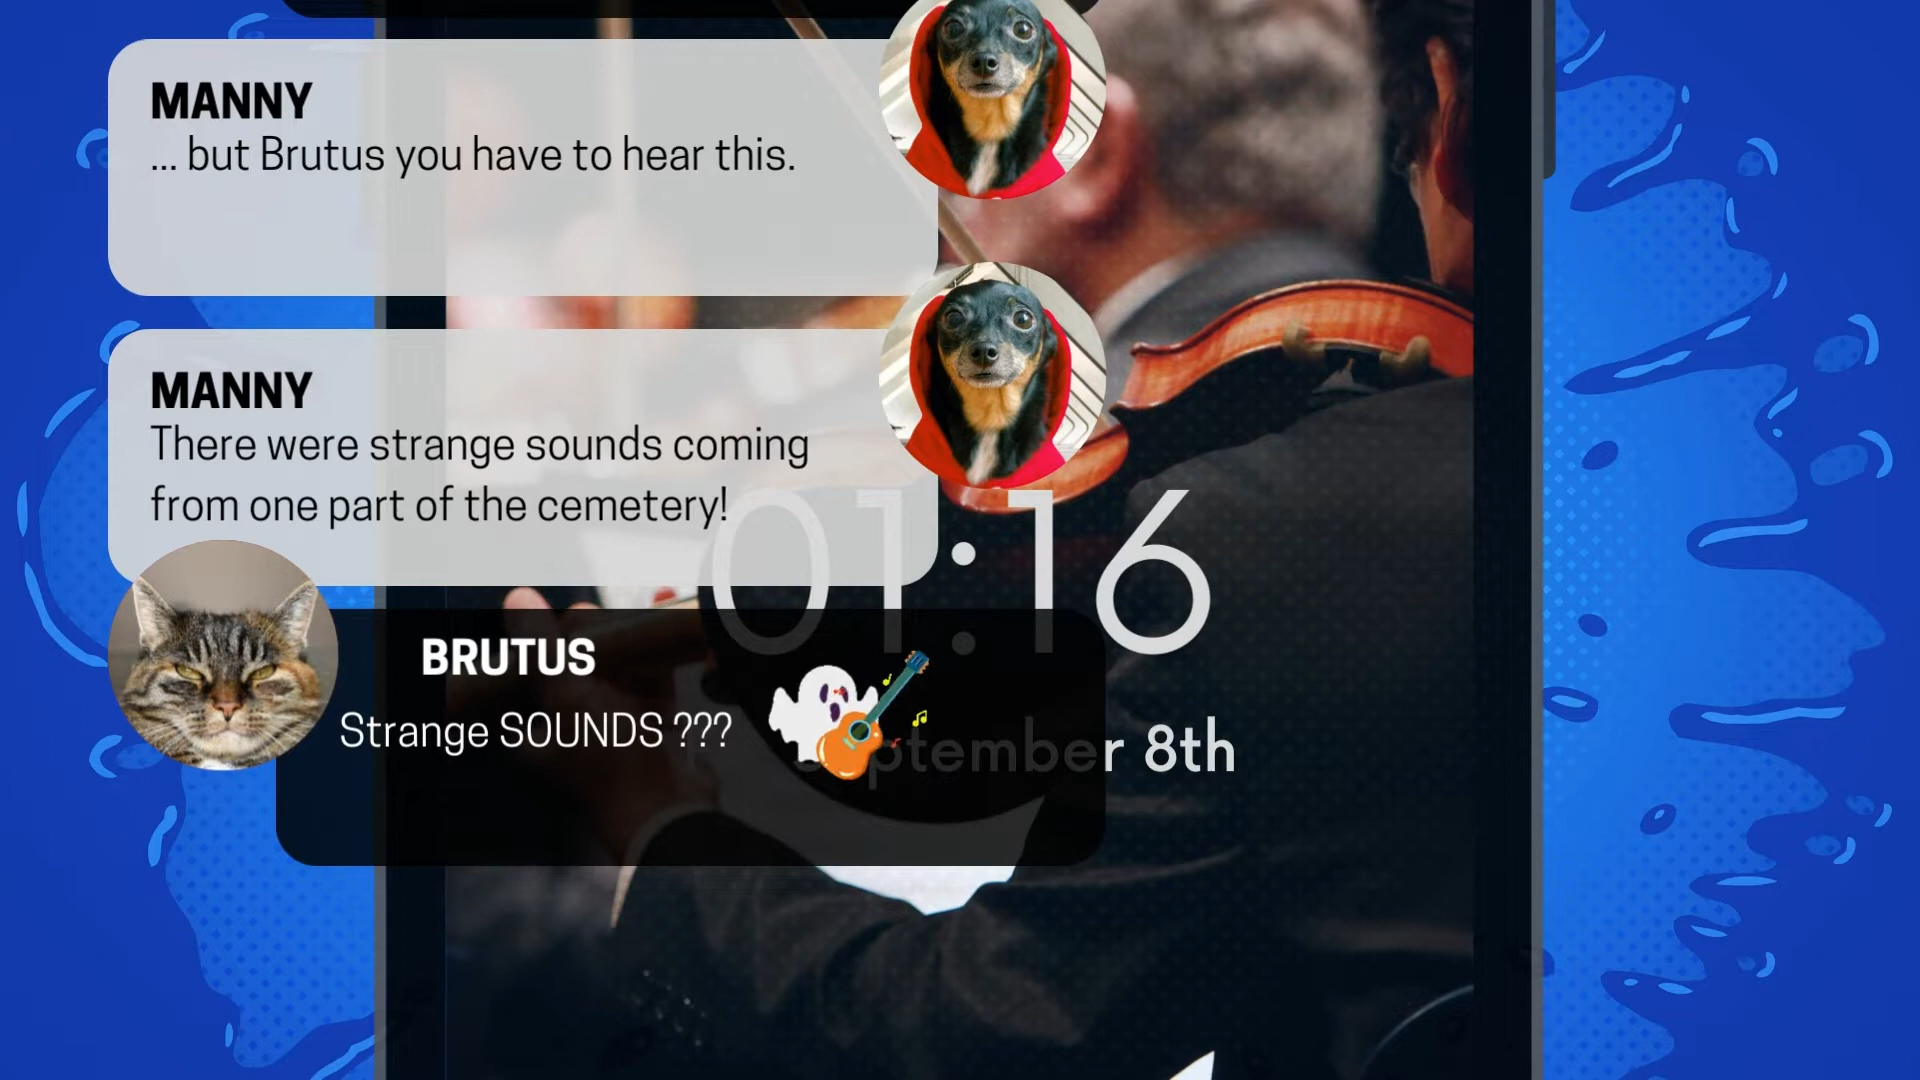 MANNY
... but Brutus you have to hear this.
MANNY
There were strange sounds coming
from one part of the cemetery!
01:16
BRUTUS
Strange SOUNDS ???
September 8th